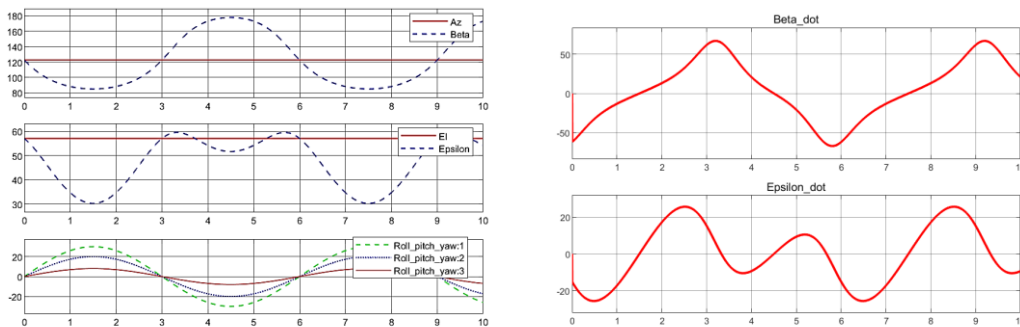 180
160
140
120
100
80
Az
Beta
0 1 2 3 4 5 6 7 8 9 10
60
50
40
30
El
Epsilon
0 1 2 3 4 5 6 7 8 9 10
20
0
-20
Roll_pitch_yaw:1
Roll_pitch_yaw:2
Roll_pitch_yaw:3
0 1 2 3 4 5 6 7 8 9 10
Beta_dot
50
0
-50
0 1 2 3 4 5 6 7 8 9 10
Epsilon_dot
20
0
-20
0 1 2 3 4 5 6 7 8 9